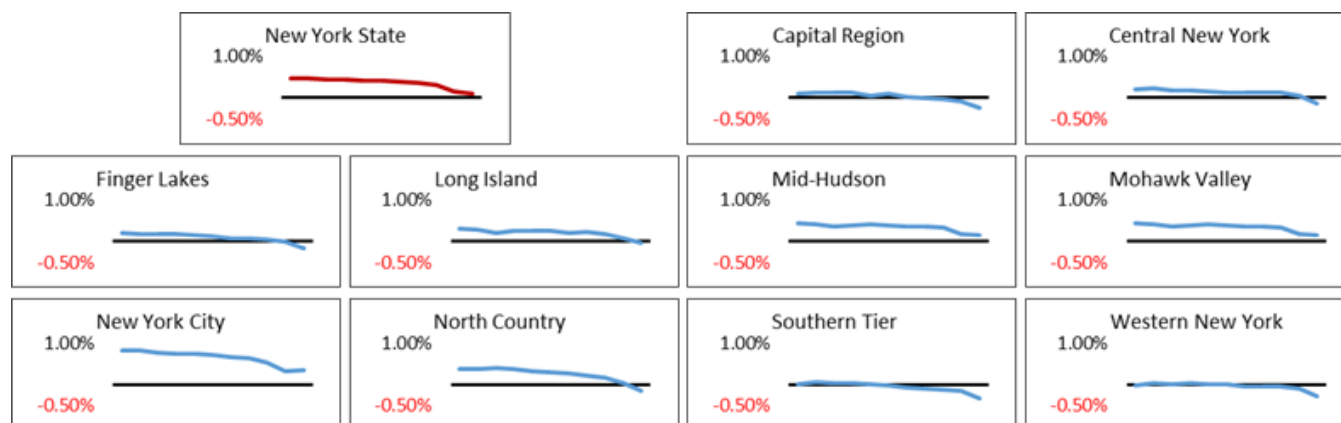 New York State
1.00%
-0.50%
Capital Region
1.00%
-0.50%
Central New York
1.00%
-0.50%
Finger Lakes
1.00%
-0.50%
Long Island
1.00%
-0.50%
Mid-Hudson
1.00%
-0.50%
Mohawk Valley
1.00%
-0.50%
New York City
1.00%
-0.50%
North Country
1.00%
-0.50%
Southern Tier
1.00%
-0.50%
Western New York
1.00%
-0.50%